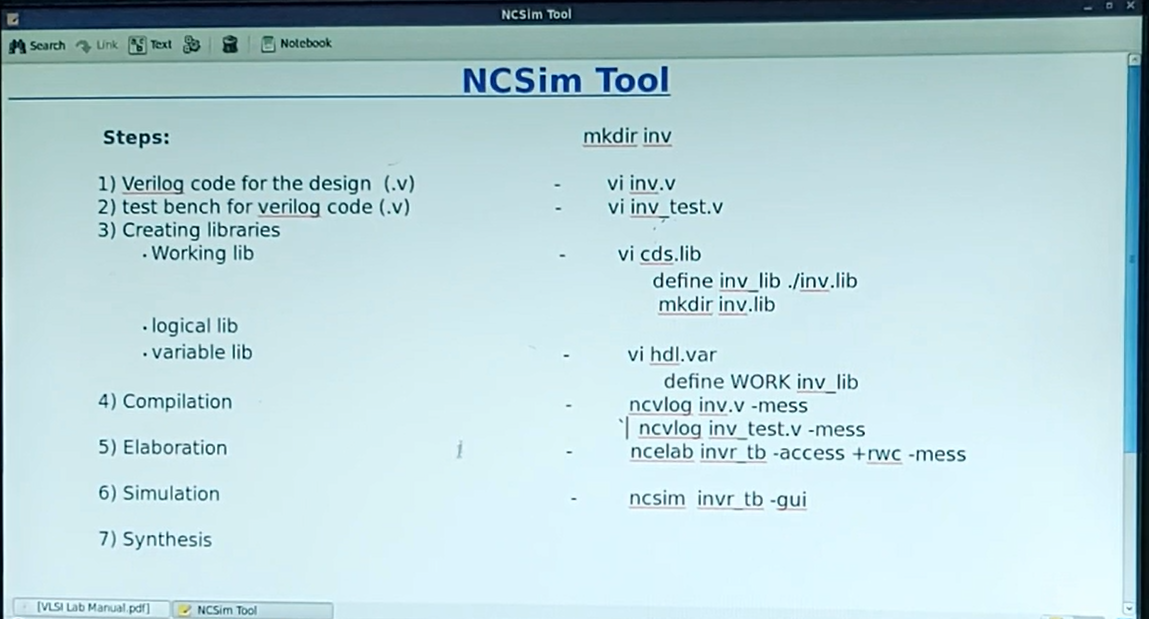 NCSim Tool
Search Link Text Notebook
NCSim Tool
Steps: mkdir inv
1) Verilog code for the design (.v) - vi inv.v
2) test bench for verilog code (.v) - vi inv_test.v
3) Creating libraries
· Working lib - vi cds.lib
define inv_lib ./inv.lib
mkdir inv.lib
· logical lib
· variable lib - vi hdl.var
define WORK inv_lib
4) Compilation - ncvlog inv.v -mess
`| ncvlog inv_test.v -mess
5) Elaboration - ncelab invr_tb -access +rwc -mess
6) Simulation - ncsim invr_tb -gui
7) Synthesis
[VLSI Lab Manual.pdf] NCSim Tool